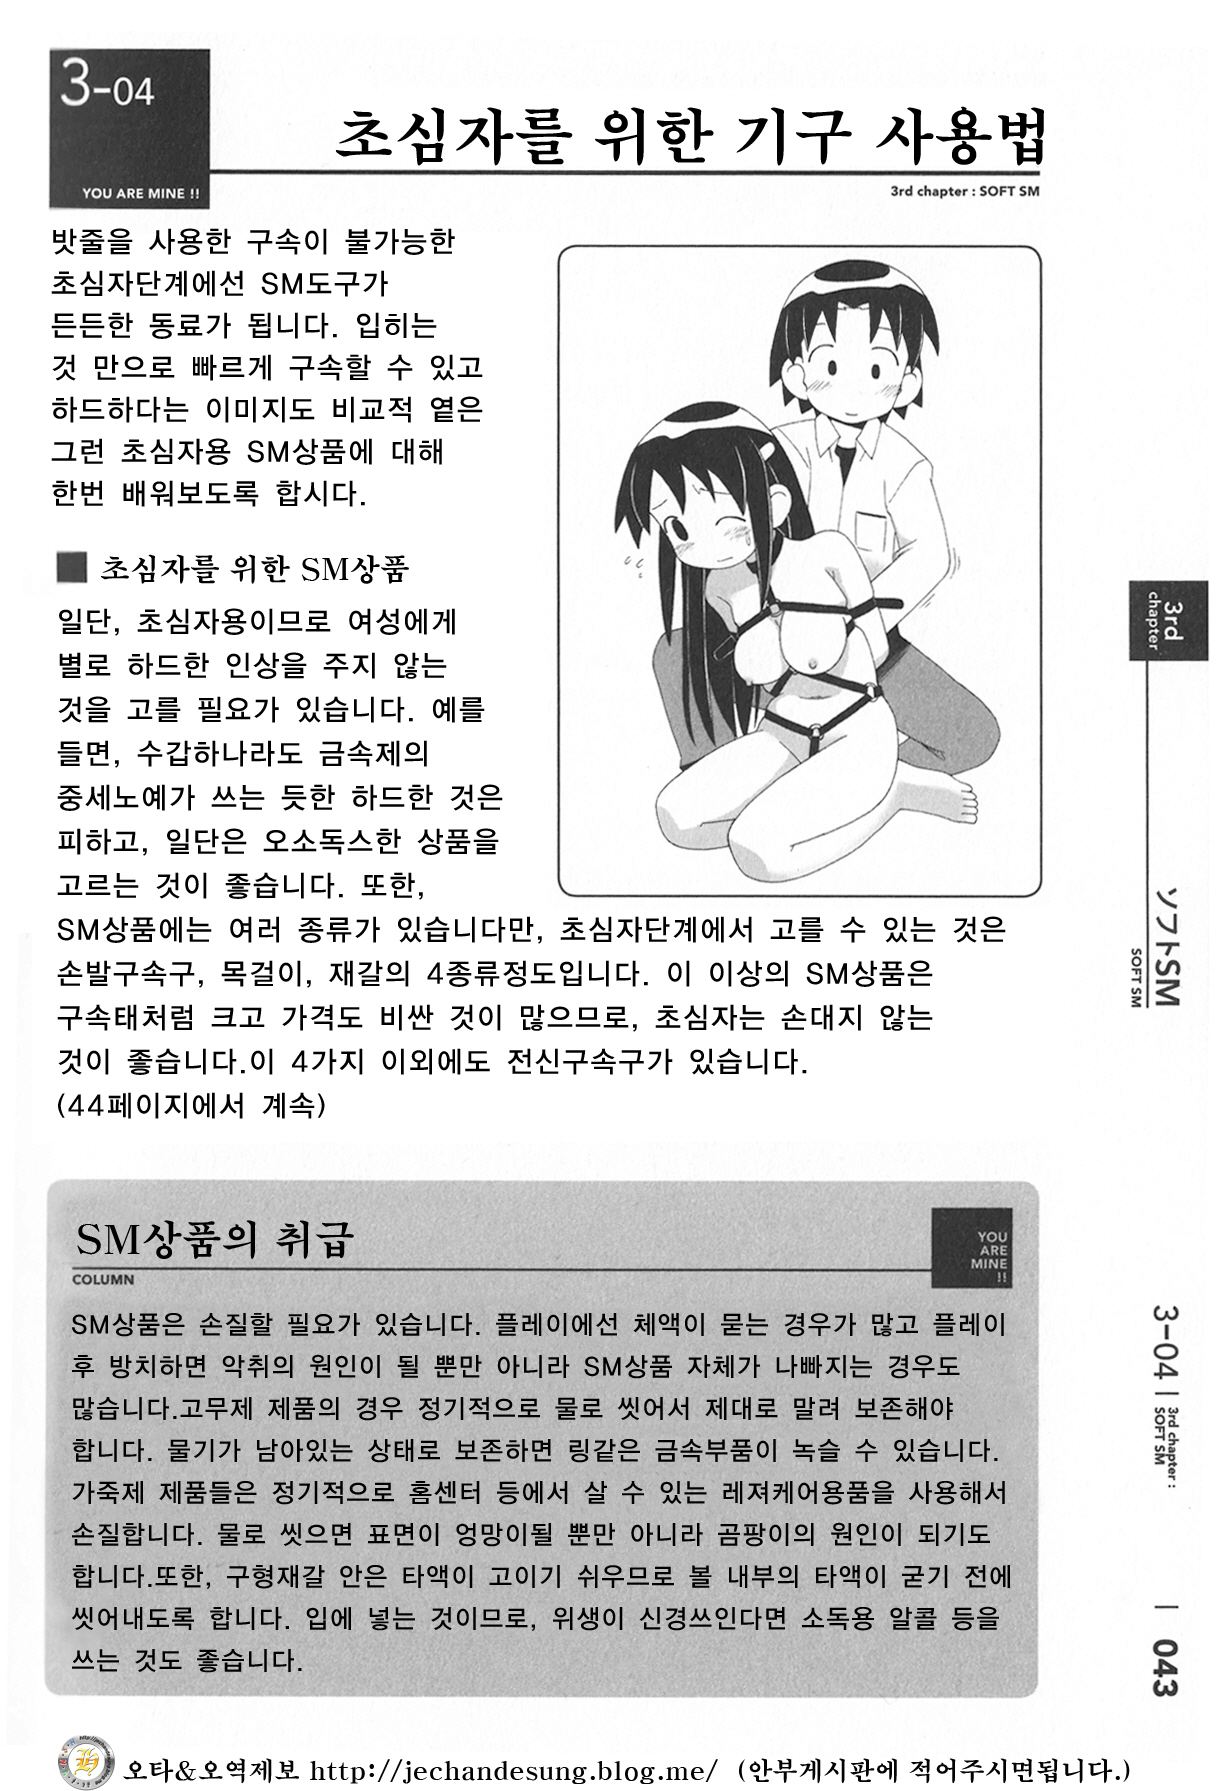 3-04
YOU ARE MINE !!
초심자를 위한 기구 사용법
3rd chapter : SOFT SM
밧줄을 사용한 구속이 불가능한
초심자단계에선 SM도구가
든든한 동료가 됩니다. 입히는
것 만으로 빠르게 구속할 수 있고
하드하다는 이미지도 비교적 옅은
그런 초심자용 SM상품에 대해
한번 배워보도록 합시다.
초심자를 위한 SM상품
일단, 초심자용이므로 여성에게
별로 하드한 인상을 주지 않는
것을 고를 필요가 있습니다. 예를
들면, 수갑하나라도 금속제의
중세노예가 쓰는 듯한 하드한 것은
피하고, 일단은 오소독스한 상품을
고르는 것이 좋습니다. 또한,
SM상품에는 여러 종류가 있습니다만, 초심자단계에서 고를 수 있는 것은
손발구속구, 목걸이, 재갈의 4종류정도입니다. 이 이상의 SM상품은
구속태처럼 크고 가격도 비싼 것이 많으므로, 초심자는 손대지 않는
것이 좋습니다.이 4가지 이외에도 전신구속구가 있습니다.
(44페이지에서 계속)
SM상품의 취급
COLUMN
YOU
ARE
MINE
!!
SM상품은 손질할 필요가 있습니다. 플레이에선 체액이 묻는 경우가 많고 플레이
후 방치하면 악취의 원인이 될 뿐만 아니라 SM상품 자체가 나빠지는 경우도
많습니다.고무제 제품의 경우 정기적으로 물로 씻어서 제대로 말려 보존해야
합니다. 물기가 남아있는 상태로 보존하면 링같은 금속부품이 녹슬 수 있습니다.
가죽제 제품들은 정기적으로 홈센터 등에서 살 수 있는 레져케어용품을 사용해서
손질합니다. 물로 씻으면 표면이 엉망이될 뿐만 아니라 곰팡이의 원인이 되기도
합니다.또한, 구형재갈 안은 타액이 고이기 쉬우므로 볼 내부의 타액이 굳기 전에
씻어내도록 합니다. 입에 넣는 것이므로, 위생이 신경쓰인다면 소독용 알콜 등을
쓰는 것도 좋습니다.
3rd
chapter
ソフトSM
SOFT SM
3-04
3rd chapter :
SOFT SM
043
오타&오역제보 http://jechandesung.blog.me/ (안부게시판에 적어주시면됩니다.)